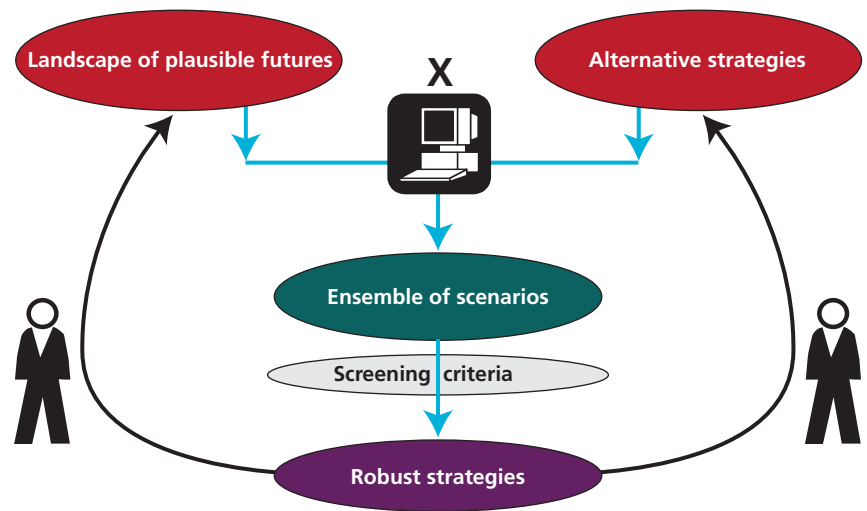 Landscape of plausible futures
X
Alternative strategies
Ensemble of scenarios
Screening criteria
Robust strategies